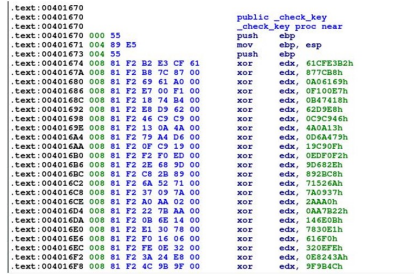 .text:00401670
.text:00401670 public _check_key
.text:00401670 _check_key proc near
.text:00401670 000 55 push ebp
.text:00401671 004 89 E5 mov ebp, esp
.text:00401673 004 55 push ebp
.text:00401674 008 81 F2 B2 E3 CF 61 xor edx, 61CFE3B2h
.text:0040167A 008 81 F2 B8 7C 87 00 xor edx, 877CB8h
.text:00401680 008 81 F2 69 61 A0 00 xor edx, 0A06169h
.text:00401686 008 81 F2 E7 00 F1 00 xor edx, 0F100E7h
.text:0040168C 008 81 F2 18 74 B4 00 xor edx, 0B47418h
.text:00401692 008 81 F2 E8 D9 62 00 xor edx, 62D9E8h
.text:00401698 008 81 F2 46 C9 C9 00 xor edx, 0C9C946h
.text:0040169E 008 81 F2 13 0A 4A 00 xor edx, 4A0A13h
.text:004016A4 008 81 F2 79 A4 D6 00 xor edx, 0D6A479h
.text:004016AA 008 81 F2 0F C9 19 00 xor edx, 19C90Fh
.text:004016B0 008 81 F2 F2 F0 ED 00 xor edx, 0EDF0F2h
.text:004016B6 008 81 F2 2E 68 9D 00 xor edx, 9D682Eh
.text:004016BC 008 81 F2 C8 2B 89 00 xor edx, 892BC8h
.text:004016C2 008 81 F2 6A 52 71 00 xor edx, 71526Ah
.text:004016C8 008 81 F2 37 09 7A 00 xor edx, 7A0937h
.text:004016CE 008 81 F2 A0 AA 02 00 xor edx, 2AAA0h
.text:004016D4 008 81 F2 22 7B AA 00 xor edx, 0AA7B22h
.text:004016DA 008 81 F2 0B 6E 14 00 xor edx, 146E0Bh
.text:004016E0 008 81 F2 E1 30 78 00 xor edx, 7830E1h
.text:004016E6 008 81 F2 F0 16 06 00 xor edx, 616F0h
.text:004016EC 008 81 F2 FE 0E 32 00 xor edx, 320EFEh
.text:004016F2 008 81 F2 3A 24 E8 00 xor edx, 0E8243Ah
.text:004016F8 008 81 F2 4C 9B 9F 00 xor edx, 9F9B4Ch